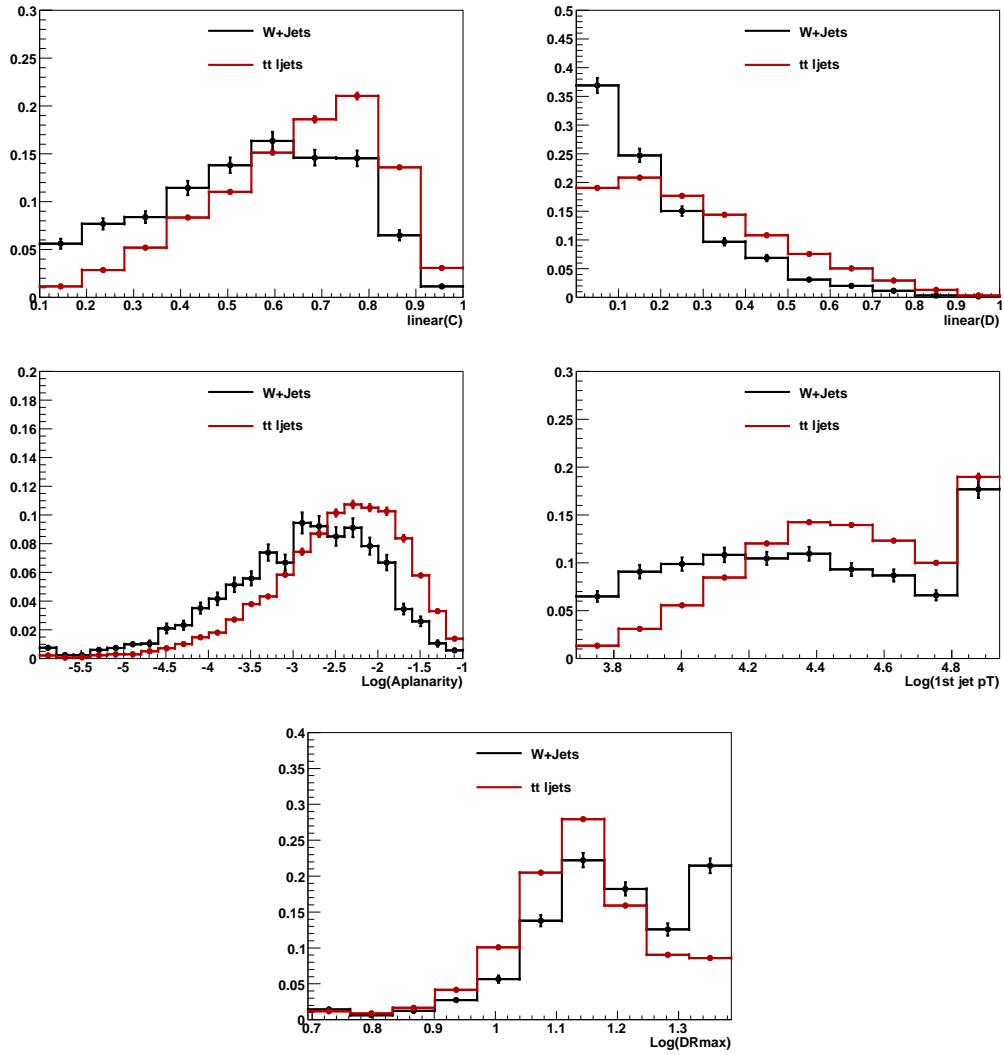 0.3
0.25
0.2
0.15
0.1
0.05
0
W+Jets
tt ljets
0.1 0.2 0.3 0.4 0.5 0.6 0.7 0.8 0.9 1
linear(C)
0.5
0.45
0.4
0.35
0.3
0.25
0.2
0.15
0.1
0.05
0
W+Jets
tt ljets
0.1 0.2 0.3 0.4 0.5 0.6 0.7 0.8 0.9 1
linear(D)
0.2
0.18
0.16
0.14
0.12
0.1
0.08
0.06
0.04
0.02
0
W+Jets
tt ljets
-5.5 -5 -4.5 -4 -3.5 -3 -2.5 -2 -1.5 -1
Log(Aplanarity)
0.3
0.25
0.2
0.15
0.1
0.05
0
W+Jets
tt ljets
3.8 4 4.2 4.4 4.6 4.8
Log(1st jet pT)
0.4
0.35
0.3
0.25
0.2
0.15
0.1
0.05
0
W+Jets
tt ljets
0.7 0.8 0.9 1 1.1 1.2 1.3
Log(DRmax)